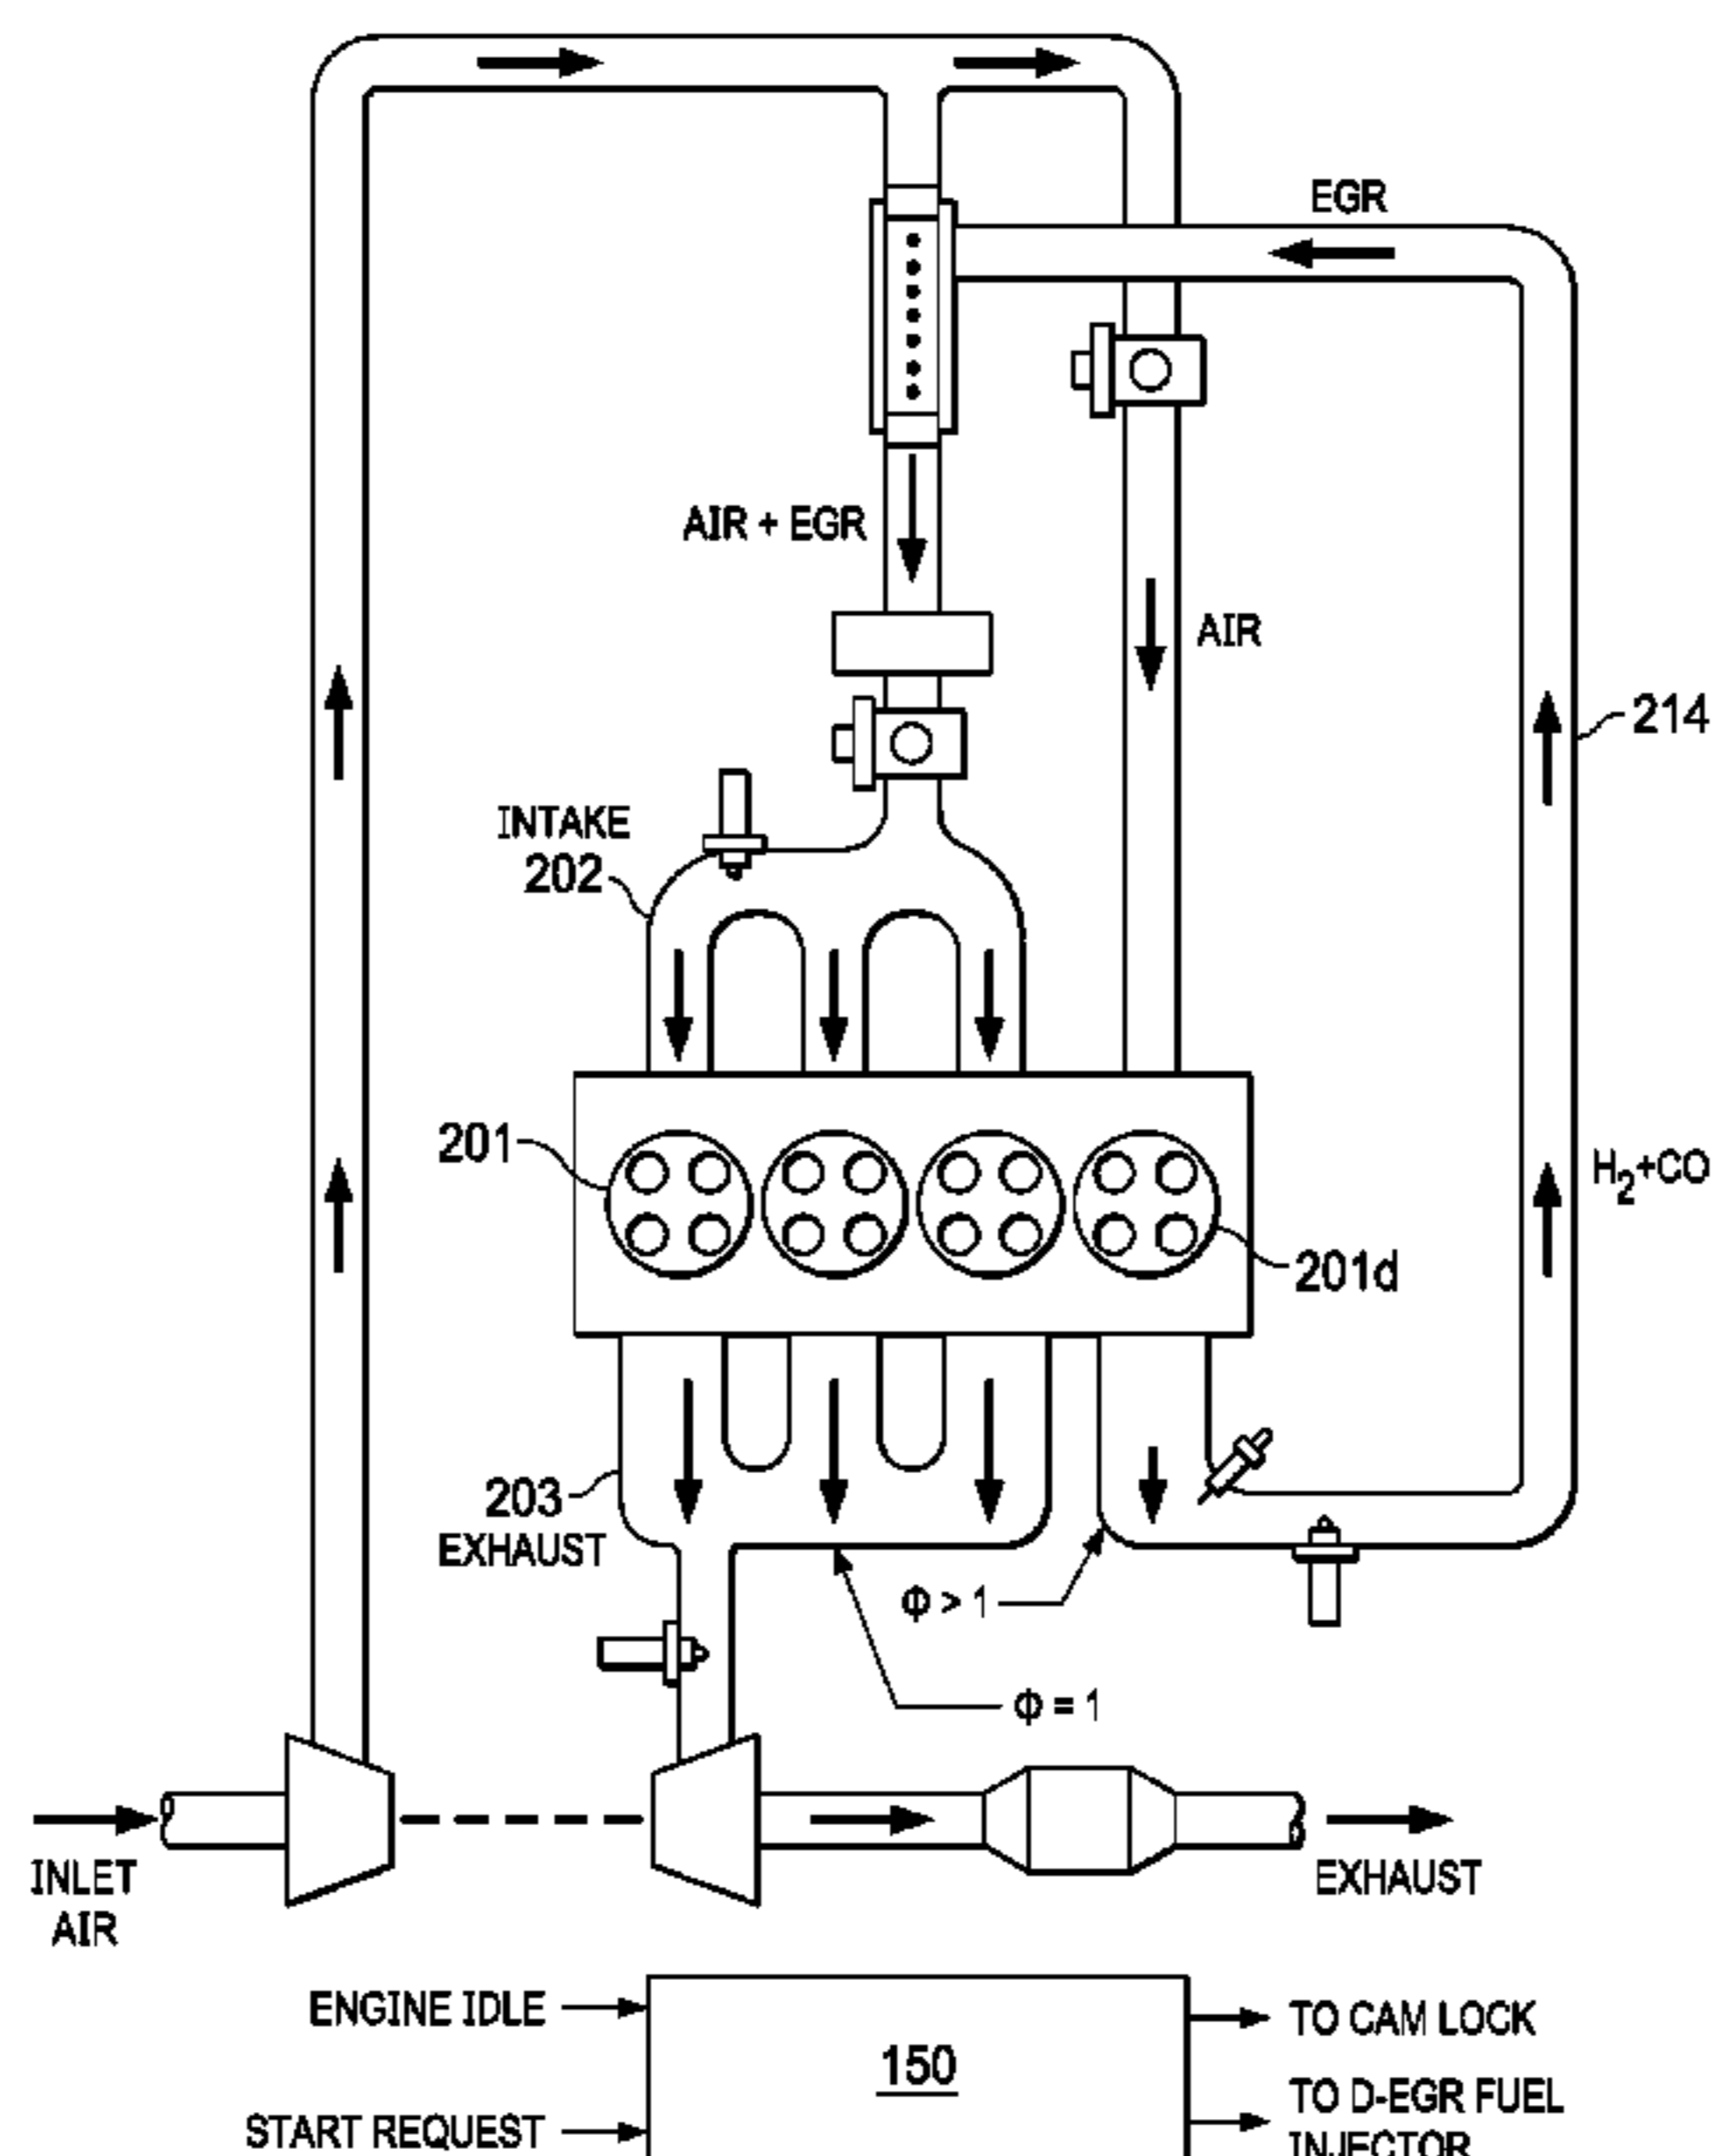 EGR
AIR + EGR
AIR
214
INTAKE
202
201
H2+CO
201d
203
EXHAUST
Φ > 1
Φ = 1
INLET
AIR
EXHAUST
ENGINE IDLE
150
TO CAM LOCK
START REQUEST
TO D-EGR FUEL
INJECTOR